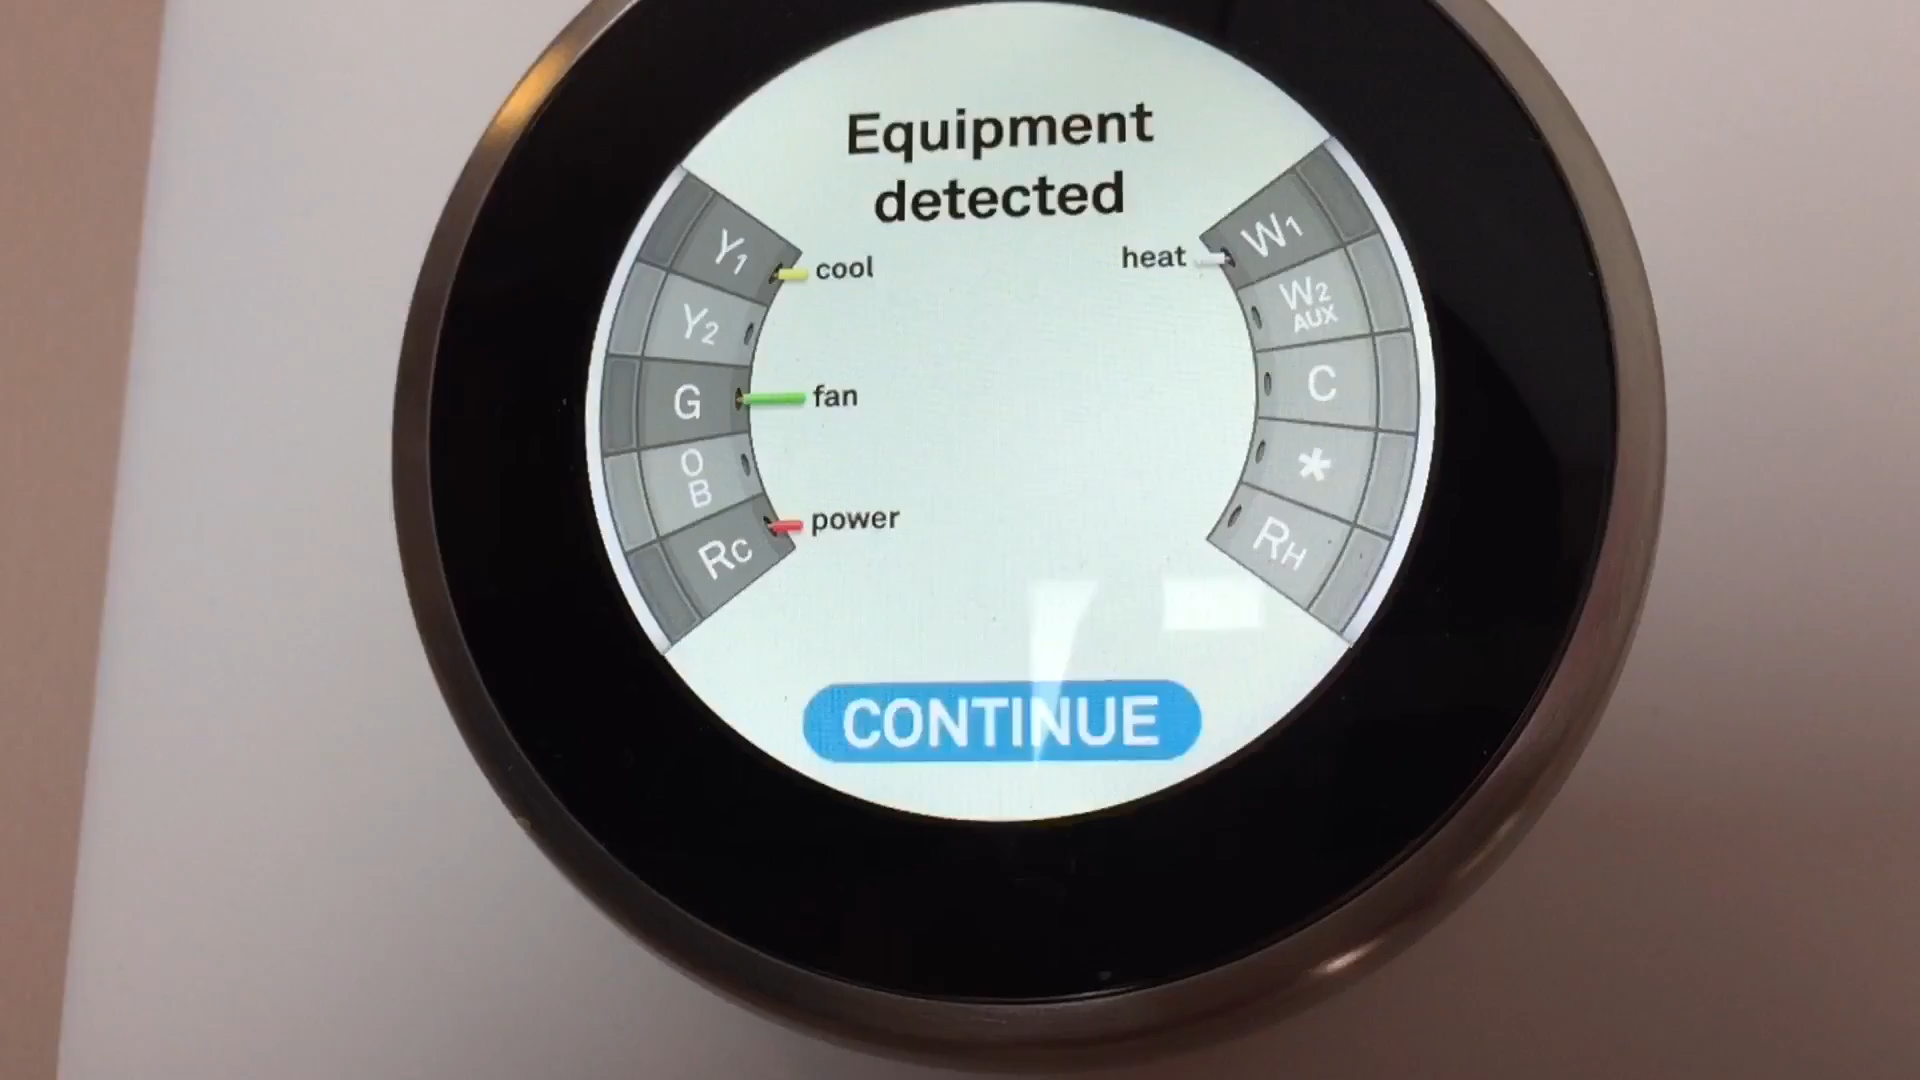 Equipment
detected
Y1
cool
Y2
G
fan
O
B
RC
power
heat
W1
W2
AUX
C
*
RH
CONTINUE